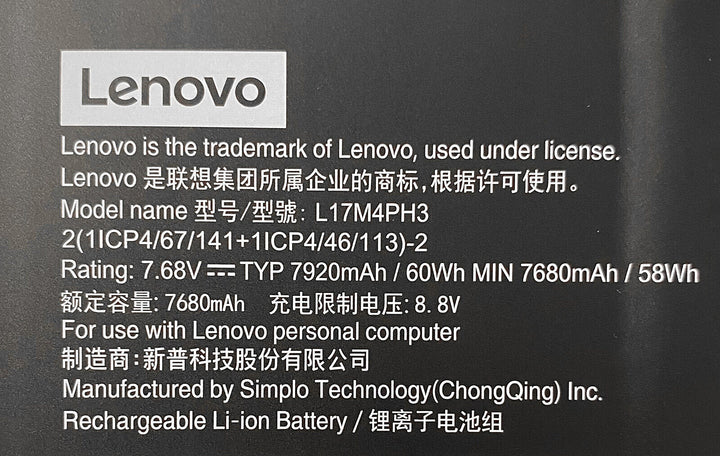 Lenovo
Lenovo is the trademark of Lenovo, used under license.
Lenovo 是联想集团所属企业的商标,根据许可使用。
Model name 型号/型號: L17M4PH3
2(1ICP4/67/141+1ICP4/46/113)-2
Rating: 7.68V⎓TYP 7920mAh / 60Wh MIN 7680mAh / 58Wh
额定容量: 7680mAh 充电限制电压: 8.8V
For use with Lenovo personal computer
制造商:新普科技股份有限公司
Manufactured by Simplo Technology(ChongQing) Inc.
Rechargeable Li-ion Battery / 锂离子电池组